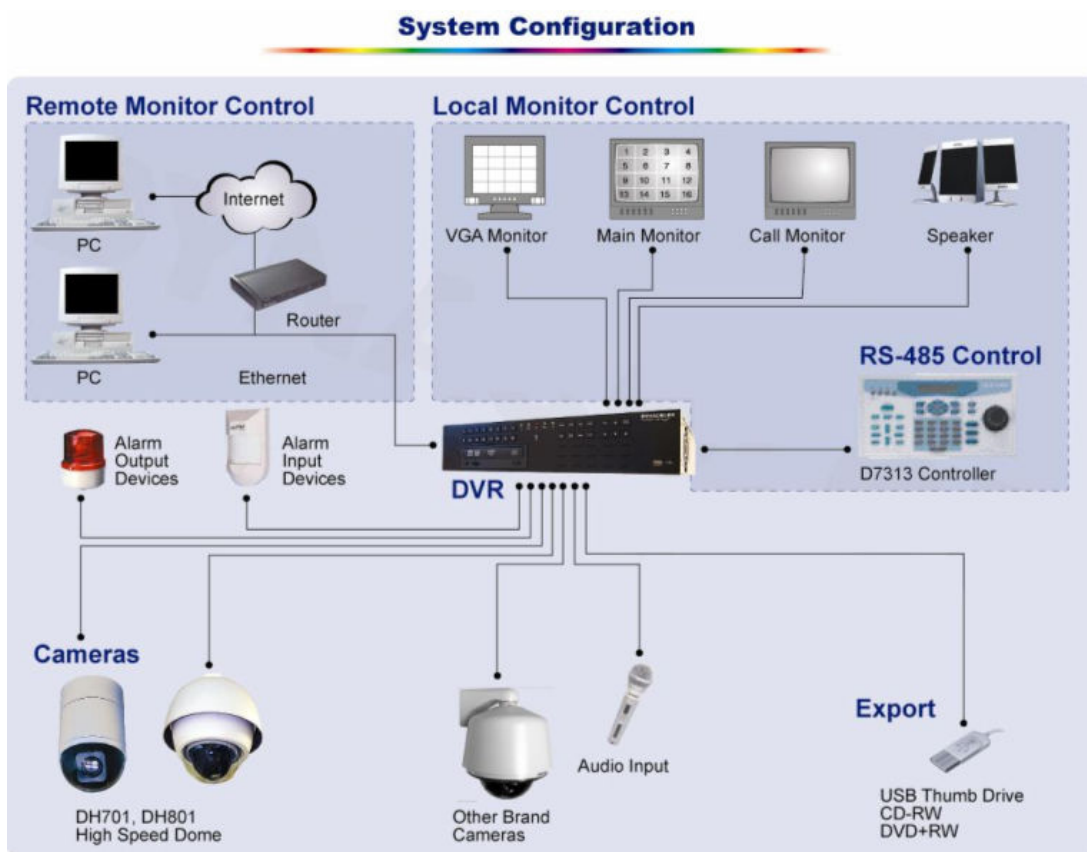 System Configuration
Remote Monitor Control
Local Monitor Control
Internet
PC
Router
PC
Ethernet
VGA Monitor
Main Monitor
Call Monitor
Speaker
1 2 3 4
5 6 7 8
9 10 11 12
13 14 15 16
RS-485 Control
D7313 Controller
Alarm
Output
Devices
Alarm
Input
Devices
DVR
Cameras
DH701, DH801
High Speed Dome
Other Brand
Cameras
Audio Input
Export
USB Thumb Drive
CD-RW
DVD+RW